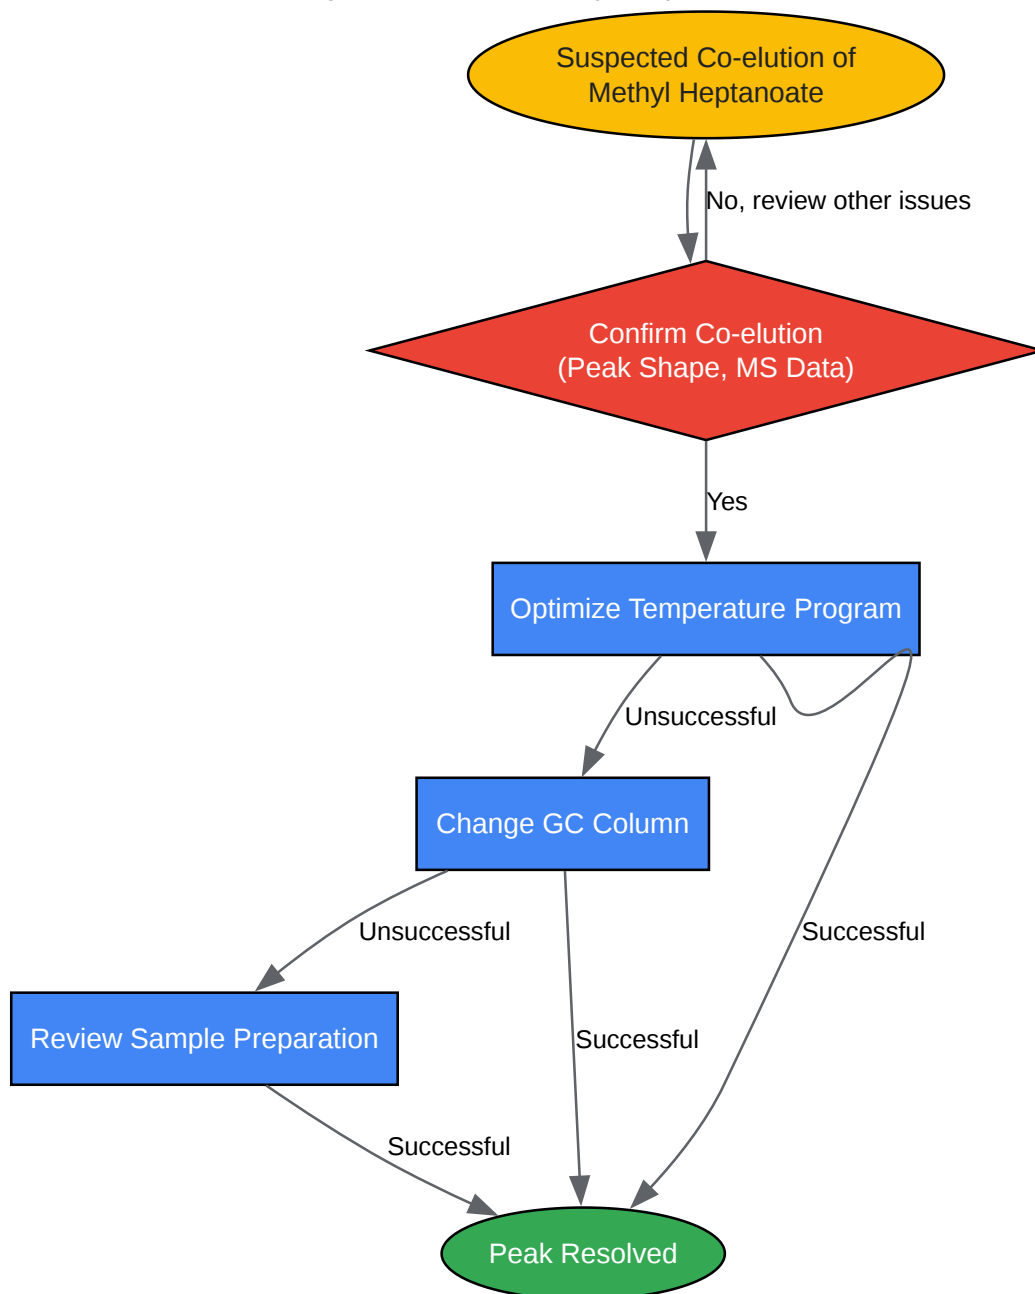 Suspected Co-elution of
Methyl Heptanoate
No, review other issues
Confirm Co-elution
(Peak Shape, MS Data)
Yes
Optimize Temperature Program
Unsuccessful
Change GC Column
Unsuccessful
Successful
Successful
Review Sample Preparation
Successful
Peak Resolved